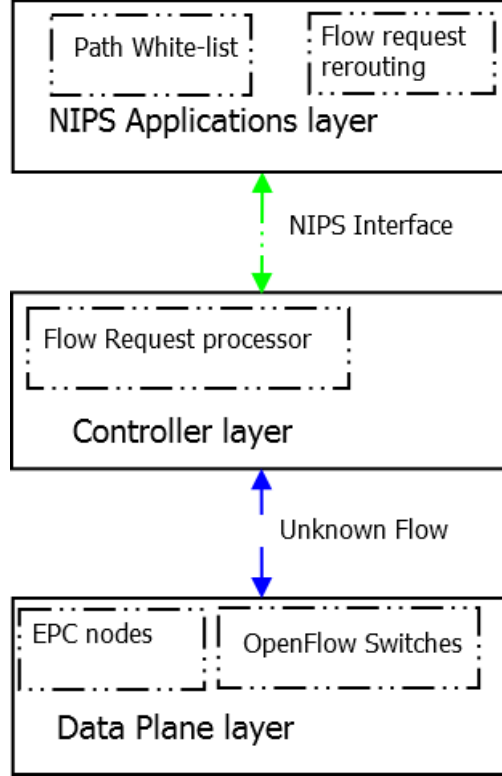 Path White-list
Flow request
rerouting
NIPS Applications layer
NIPS Interface
Flow Request processor
Controller layer
Unknown Flow
EPC nodes
OpenFlow Switches
Data Plane layer